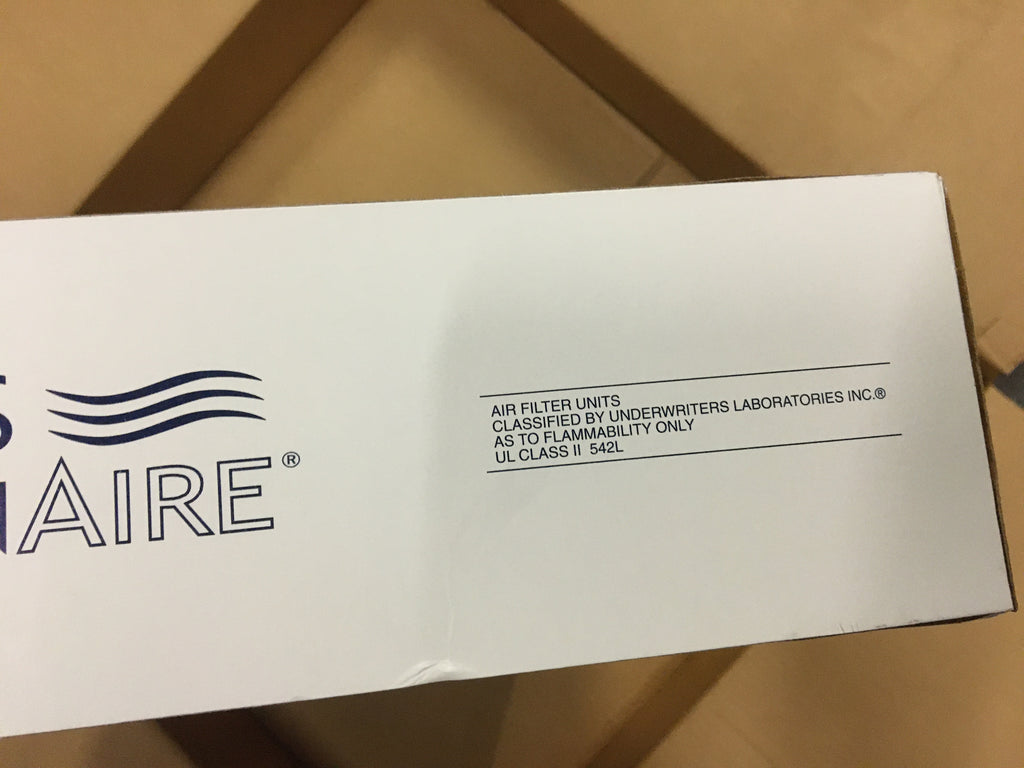 S
AIRE®
AIR FILTER UNITS
CLASSIFIED BY UNDERWRITERS LABORATORIES INC.®
AS TO FLAMMABILITY ONLY
UL CLASS II 542L